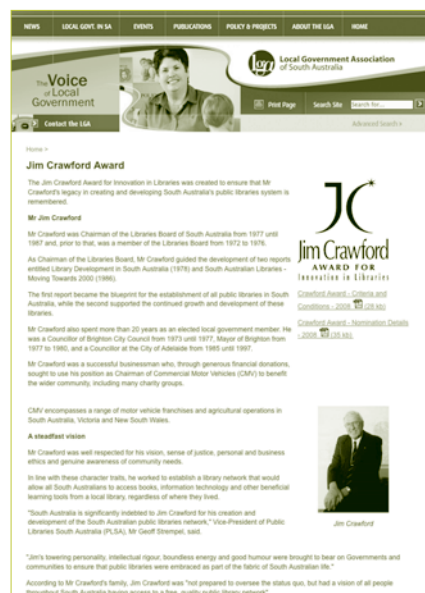 NEWS LOCAL GOVT. IN SA EVENTS PUBLICATIONS POLICY & PROJECTS ABOUT THE LGA HOME
The Voice
of Local
Government
lga
Local Government Association
of South Australia
Print Page Search Site Search for...
Contact the LGA
Advanced Search »
Home >
Jim Crawford Award
The Jim Crawford Award for Innovation in Libraries was created to ensure that Mr
Crawford's legacy in creating and developing South Australia's public libraries system is
remembered.
Mr Jim Crawford
Mr Crawford was Chairman of the Libraries Board of South Australia from 1977 until
1987 and, prior to that, was a member of the Libraries Board from 1972 to 1976.
As Chairman of the Libraries Board, Mr Crawford guided the development of two reports
entitled Library Development in South Australia (1978) and South Australian Libraries -
Moving Towards 2000 (1986).
The first report became the blueprint for the establishment of all public libraries in South
Australia, while the second supported the continued growth and development of these
libraries.
Mr Crawford also spent more than 20 years as an elected local government member. He
was a Councillor of Brighton City Council from 1973 until 1977, Mayor of Brighton from
1977 to 1980, and a Councillor at the City of Adelaide from 1985 until 1997.
Mr Crawford was a successful businessman who, through generous financial donations,
sought to use his position as Chairman of Commercial Motor Vehicles (CMV) to benefit
the wider community, including many charity groups.
JC
Jim Crawford
AWARD FOR
Innovation in Libraries
Crawford Award - Criteria and
Conditions - 2008 (28 kb)
Crawford Award - Nomination Details
- 2008 (35 kb)
CMV encompasses a range of motor vehicle franchises and agricultural operations in
South Australia, Victoria and New South Wales.
A steadfast vision
Mr Crawford was well respected for his vision, sense of justice, personal and business
ethics and genuine awareness of community needs.
In line with these character traits, he worked to establish a library network that would
allow all South Australians to access books, information technology and other beneficial
learning tools from a local library, regardless of where they lived.
"South Australia is significantly indebted to Jim Crawford for his creation and
development of the South Australian public libraries network," Vice-President of Public
Libraries South Australia (PLSA), Mr Geoff Strempel, said.
Jim Crawford
"Jim's towering personality, intellectual rigour, boundless energy and good humour were brought to bear on Governments and
communities to ensure that public libraries were embraced as part of the fabric of South Australian life."
According to Mr Crawford's family, Jim Crawford was "not prepared to oversee the status quo, but had a vision of all people
throughout South Australia having access to a free, quality public library network".